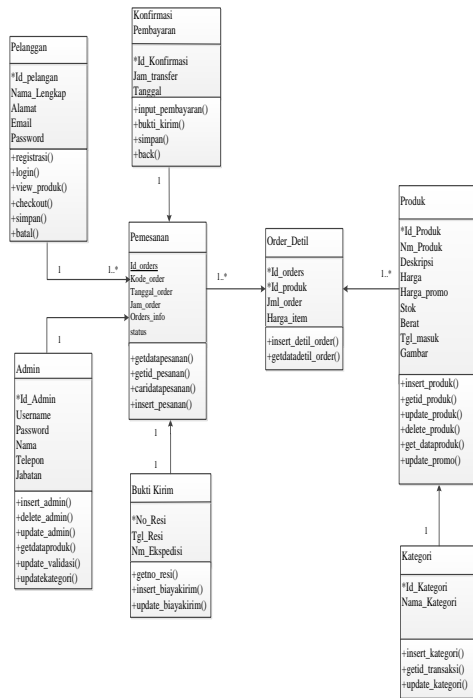 Konfirmasi
Pembayaran
*Id_Konfirmasi
Jam_transfer
Tanggal
+input_pembayaran()
+bukti_kirim()
+simpan()
+back()
1
Pelanggan
*Id_pelangan
Nama_Lengkap
Alamat
Email
Password
+registrasi()
+login()
+view_produk()
+checkout()
+simpan()
+batal()
1
1..*
Pemesanan
Id_orders
Kode_order
Tanggal_order
Jam_order
Orders_info
status
+getdatapesanan()
+getid_pesanan()
+caridatapesanan()
+insert_pesanan()
1..*
Order_Detil
*Id_orders
*Id_produk
Jml_order
Harga_item
+insert_detil_order()
+getdatadetil_order()
1..*
Produk
*Id_Produk
Nm_Produk
Deskripsi
Harga
Harga_promo
Stok
Berat
Tgl_masuk
Gambar
+insert_produk()
+getid_produk()
+update_produk()
+delete_produk()
+get_dataproduk()
+update_promo()
1
Admin
*Id_Admin
Username
Password
Nama
Telepon
Jabatan
+insert_admin()
+delete_admin()
+update_admin()
+getdataproduk()
+update_validasi()
+updatekategori()
1
1
Bukti Kirim
*No_Resi
Tgl_Resi
Nm_Ekspedisi
+getno_resi()
+insert_biayakirim()
+update_biayakirim()
1
Kategori
*Id_Kategori
Nama_Kategori
+insert_kategori()
+getid_transaksi()
+update_kategori()